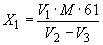 X₁ = (V₁ · M · 61) / (V₂ − V₃)